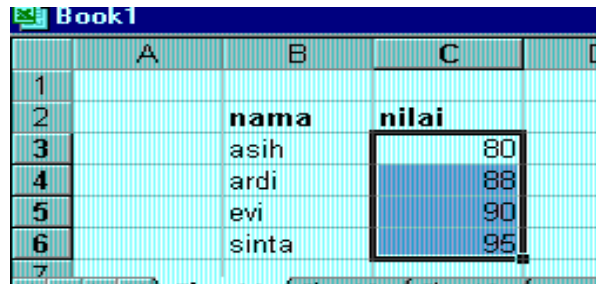 Book1
A B C
1
2 nama nilai
3 asih 80
4 ardi 88
5 evi 90
6 sinta 95
7